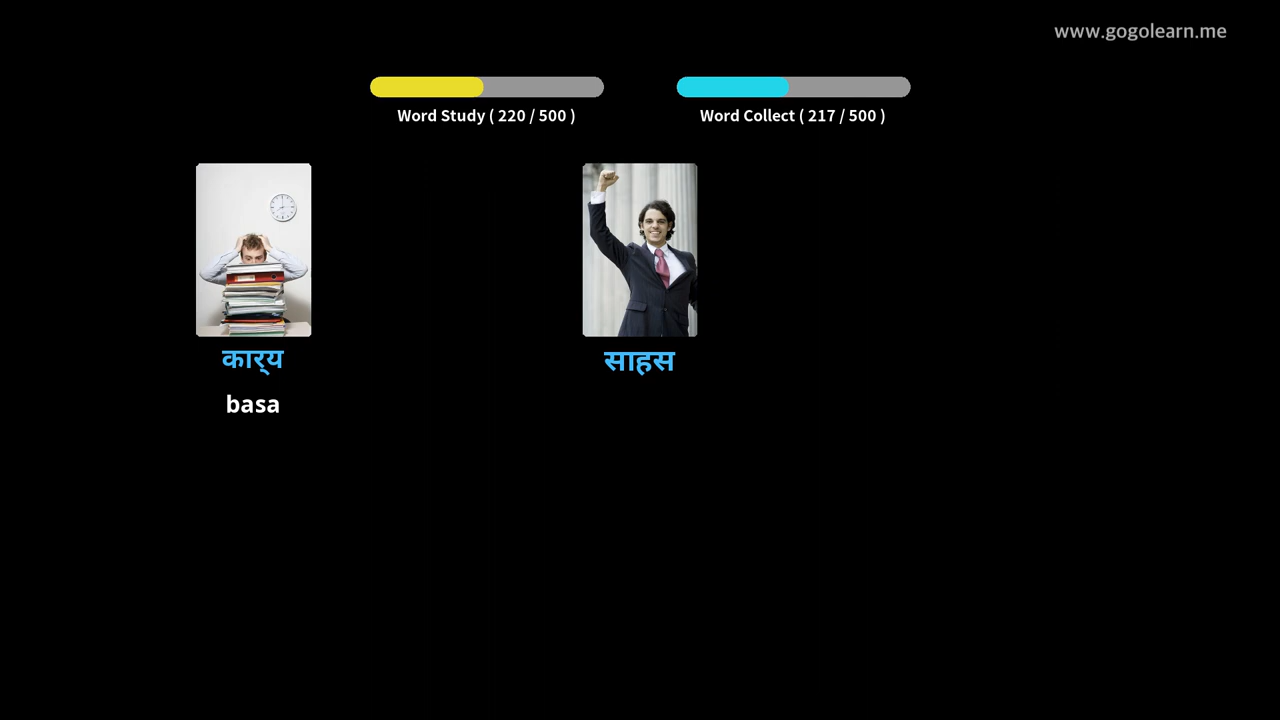 www.gogolearn.me
Word Study ( 220 / 500 )
Word Collect ( 217 / 500 )
कार्‍य
साहस
basa